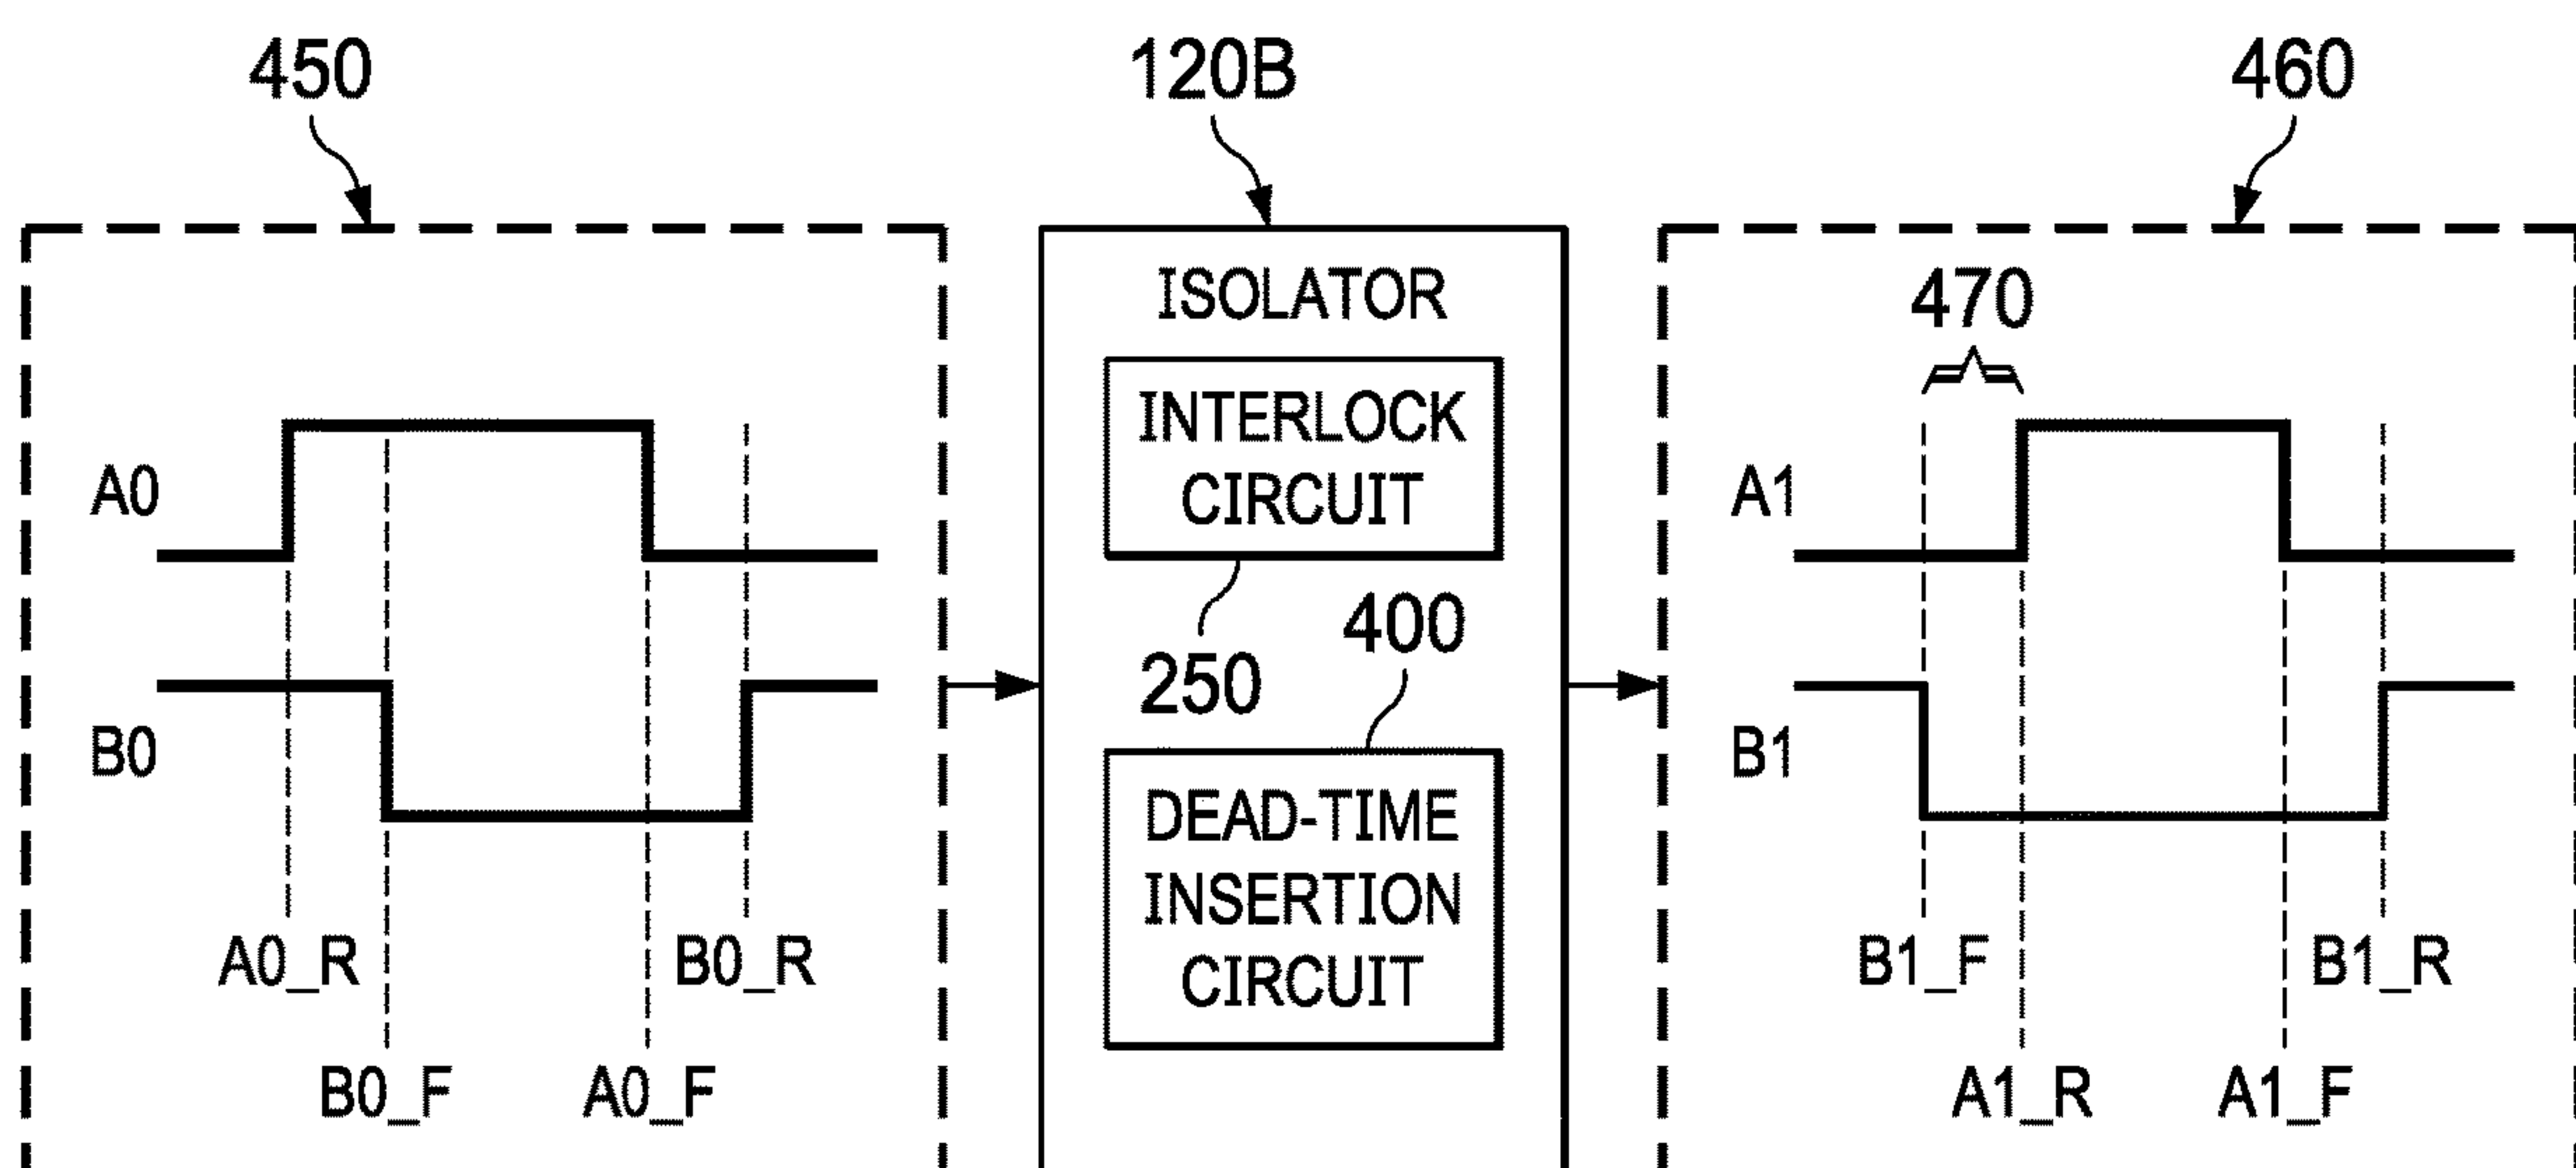 450
120B
460
ISOLATOR
470
INTERLOCK
CIRCUIT
A0
A1
250
400
B0
B1
DEAD-TIME
INSERTION
CIRCUIT
A0_R
B0_R
B1_F
B1_R
B0_F
A0_F
A1_R
A1_F